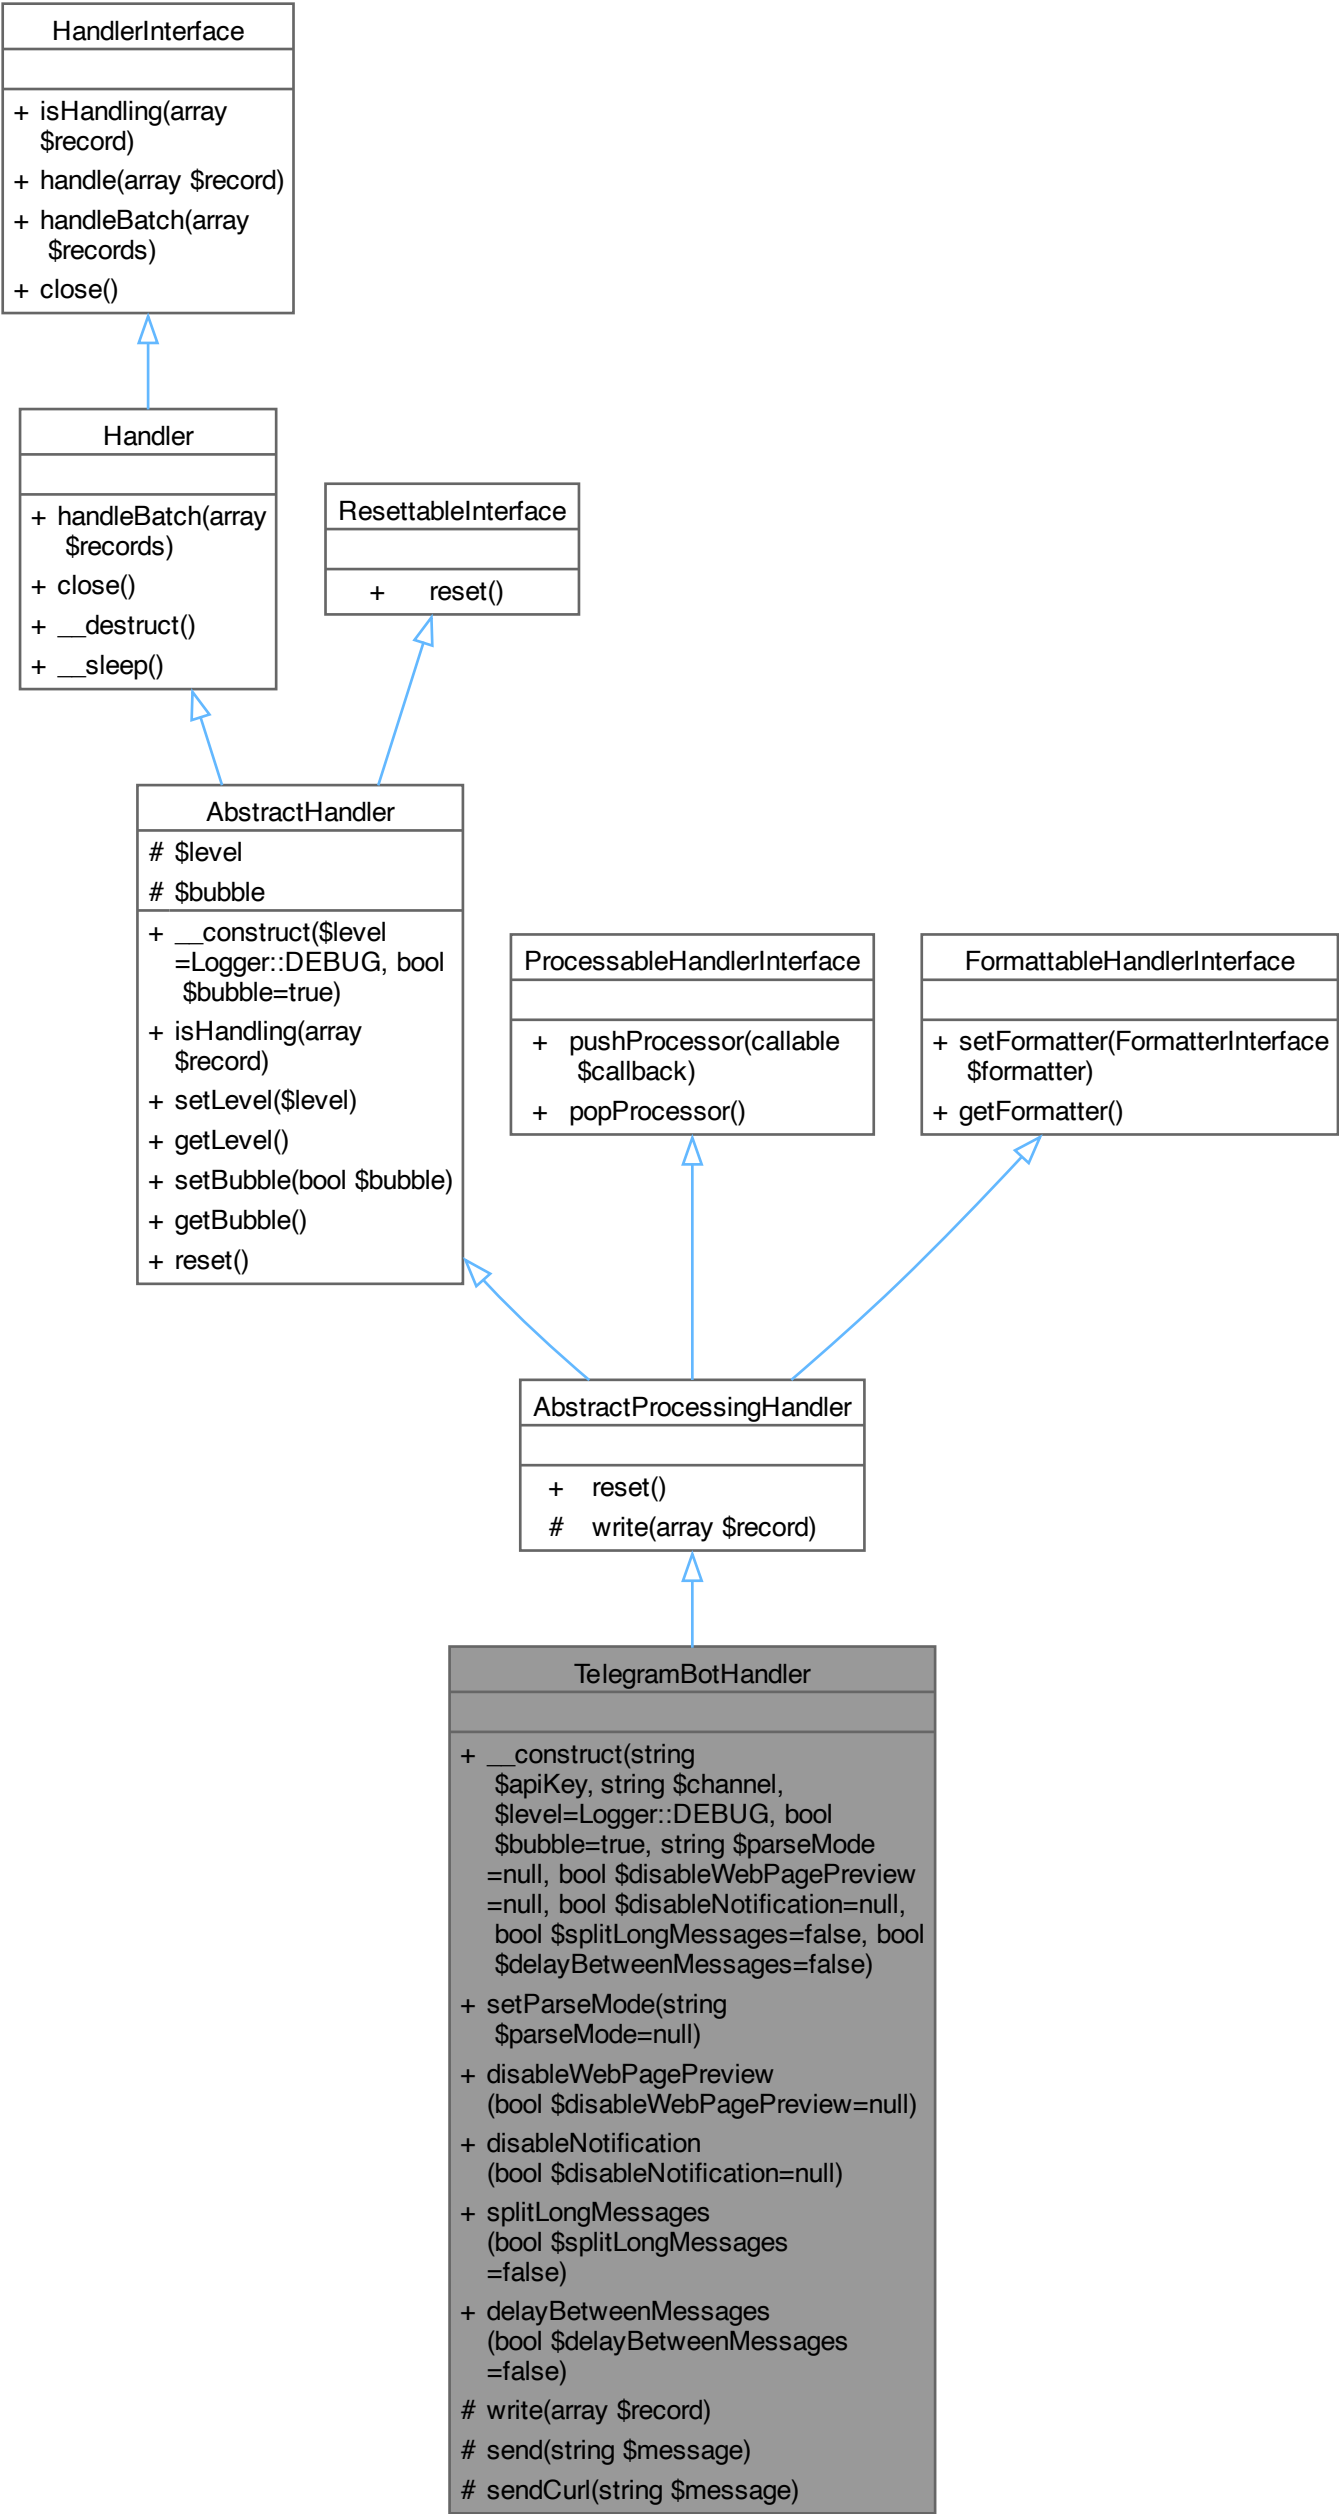 HandlerInterface
+ isHandling(array
$record)
+ handle(array $record)
+ handleBatch(array
$records)
+ close()
Handler
+ handleBatch(array
$records)
+ close()
+ __destruct()
+ __sleep()
ResettableInterface
+ reset()
AbstractHandler
# $level
# $bubble
+ __construct($level
=Logger::DEBUG, bool
$bubble=true)
+ isHandling(array
$record)
+ setLevel($level)
+ getLevel()
+ setBubble(bool $bubble)
+ getBubble()
+ reset()
ProcessableHandlerInterface
+ pushProcessor(callable
$callback)
+ popProcessor()
FormattableHandlerInterface
+ setFormatter(FormatterInterface
$formatter)
+ getFormatter()
AbstractProcessingHandler
+ reset()
# write(array $record)
TelegramBotHandler
+ __construct(string
$apiKey, string $channel,
$level=Logger::DEBUG, bool
$bubble=true, string $parseMode
=null, bool $disableWebPagePreview
=null, bool $disableNotification=null,
bool $splitLongMessages=false, bool
$delayBetweenMessages=false)
+ setParseMode(string
$parseMode=null)
+ disableWebPagePreview
(bool $disableWebPagePreview=null)
+ disableNotification
(bool $disableNotification=null)
+ splitLongMessages
(bool $splitLongMessages
=false)
+ delayBetweenMessages
(bool $delayBetweenMessages
=false)
# write(array $record)
# send(string $message)
# sendCurl(string $message)